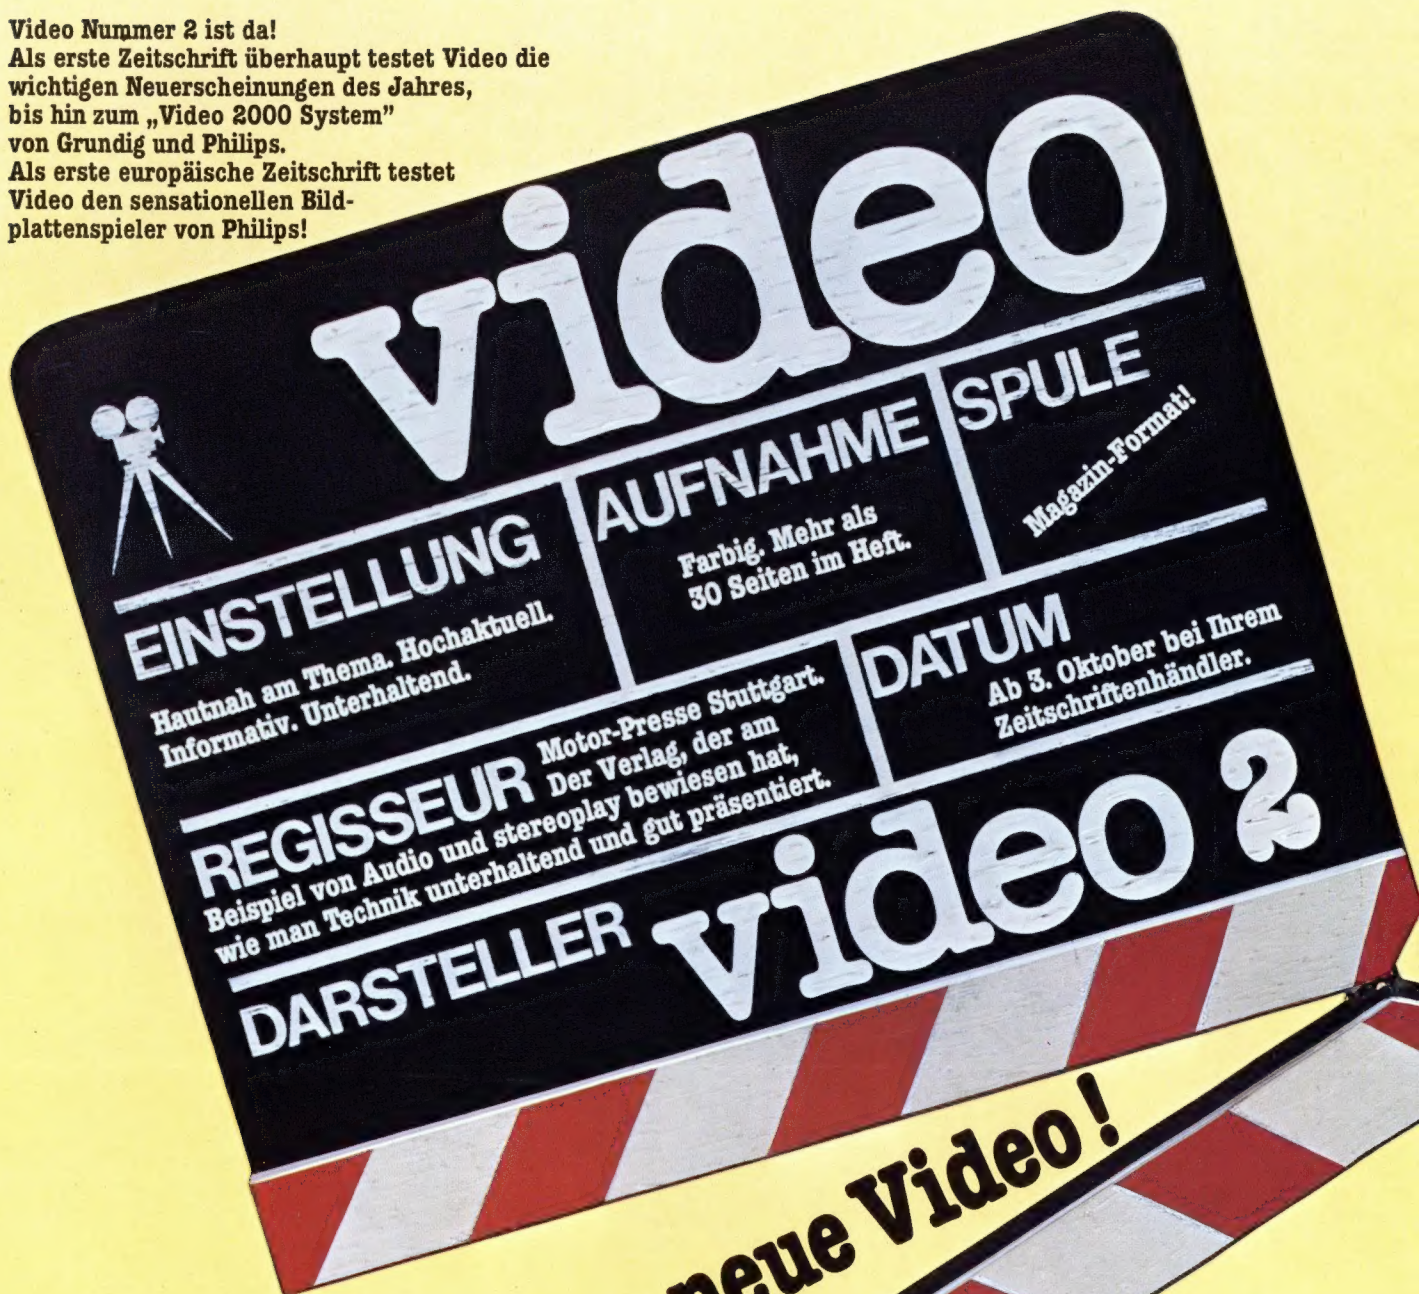 Video Nummer 2 ist da!
Als erste Zeitschrift überhaupt testet Video die
wichtigen Neuerscheinungen des Jahres,
bis hin zum „Video 2000 System”
von Grundig und Philips.
Als erste europäische Zeitschrift testet
Video den sensationellen Bild-
plattenspieler von Philips!
video
EINSTELLUNG
Hautnah am Thema. Hochaktuell.
Informativ. Unterhaltend.
AUFNAHME
Farbig. Mehr als
30 Seiten im Heft.
SPULE
Magazin-Format!
REGISSEUR Motor-Presse Stuttgart.
Der Verlag, der am
Beispiel von Audio und stereoplay bewiesen hat,
wie man Technik unterhaltend und gut präsentiert.
DATUM
Ab 3. Oktober bei Ihrem
Zeitschriftenhändler.
DARSTELLER video 2
neue Video!